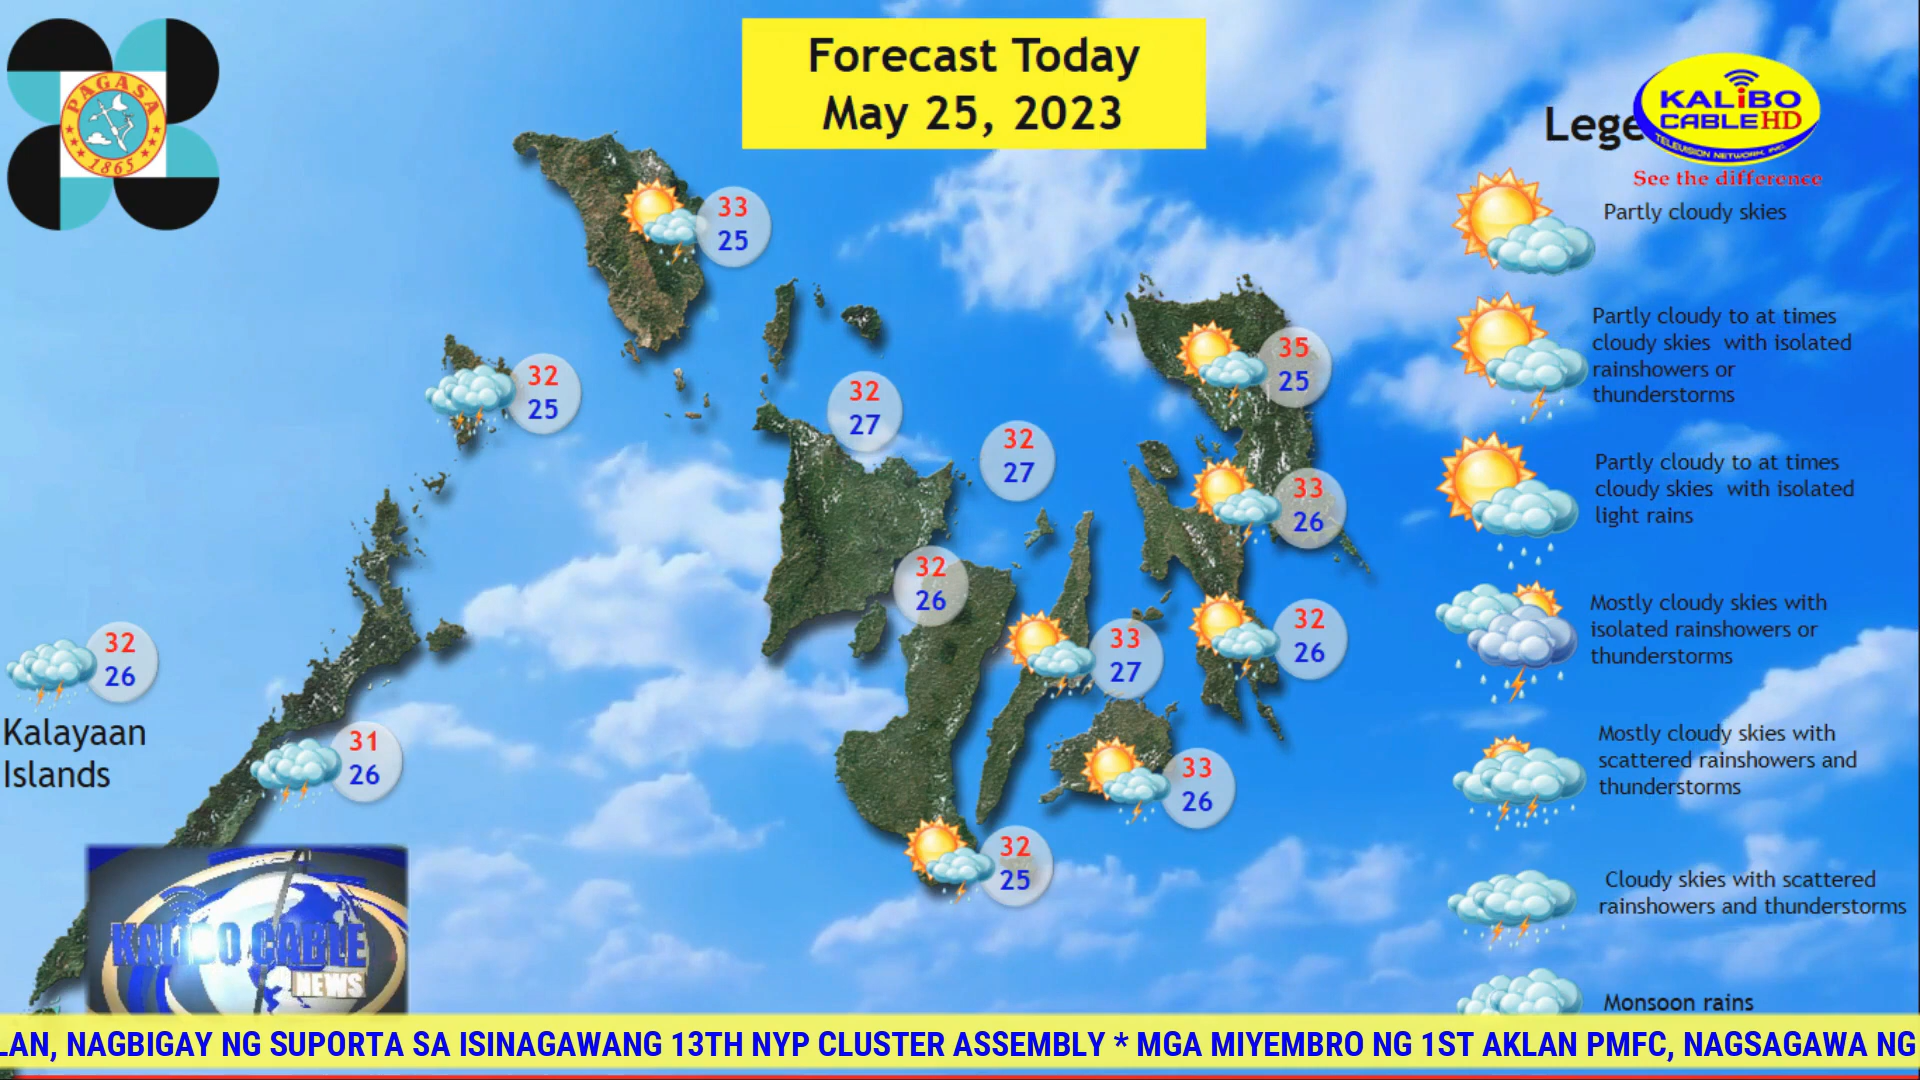 PAGASA
1865
Forecast Today
May 25, 2023
Lege
KALiBO
CABLE HD
TELEVISION NETWORK, INC.
See the difference
33
25
32
25
32
27
32
27
35
25
33
26
32
26
33
27
32
26
33
26
32
25
32
26
Kalayaan
Islands
31
26
Partly cloudy skies
Partly cloudy to at times
cloudy skies with isolated
rainshowers or
thunderstorms
Partly cloudy to at times
cloudy skies with isolated
light rains
Mostly cloudy skies with
isolated rainshowers or
thunderstorms
Mostly cloudy skies with
scattered rainshowers and
thunderstorms
Cloudy skies with scattered
rainshowers and thunderstorms
Monsoon rains
KALIBO CABLE
NEWS
LAN, NAGBIGAY NG SUPORTA SA ISINAGAWANG 13TH NYP CLUSTER ASSEMBLY * MGA MIYEMBRO NG 1ST AKLAN PMFC, NAGSAGAWA NG